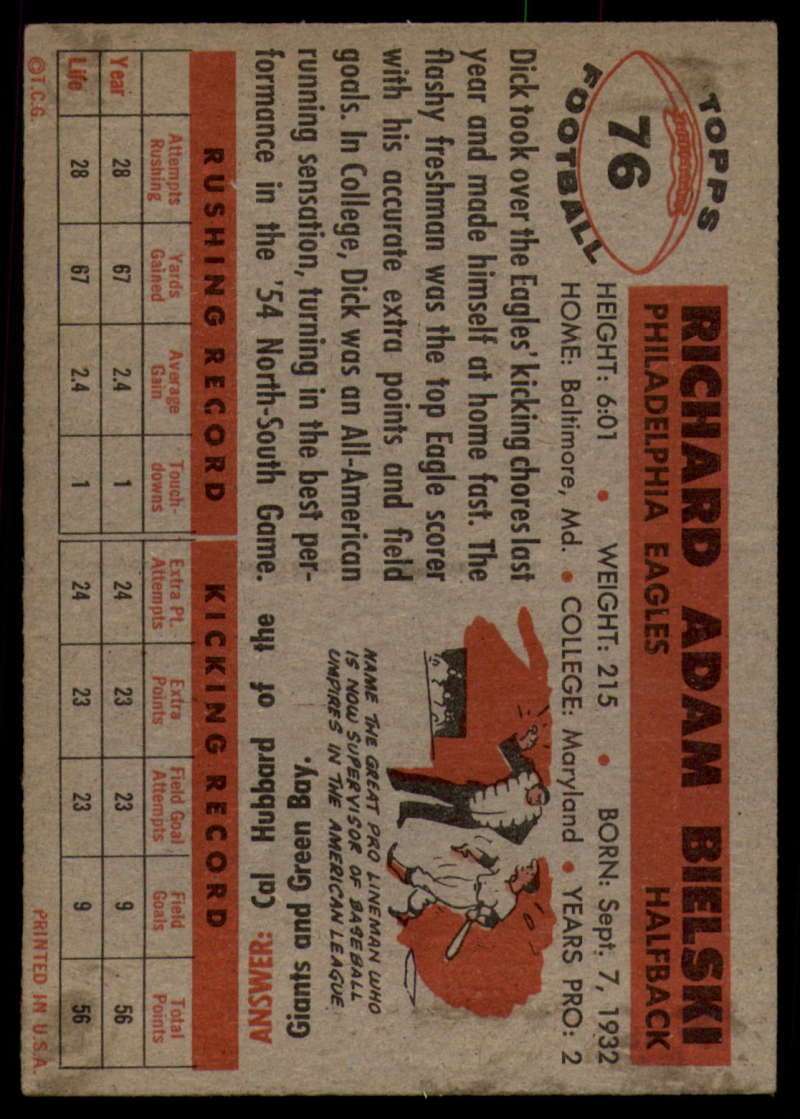 TOPPS
76
FOOTBALL
RICHARD ADAM BIELSKI
PHILADELPHIA EAGLES HALFBACK
HEIGHT: 6:01 • WEIGHT: 215 • BORN: Sept. 7, 1932
HOME: Baltimore, Md. • COLLEGE: Maryland • YEARS PRO: 2
Dick took over the Eagles' kicking chores last
year and made himself at home fast. The
flashy freshman was the top Eagle scorer
with his accurate extra points and field
goals. In College, Dick was an All-American
running sensation, turning in the best per-
formance in the '54 North-South Game.
NAME THE GREAT PRO LINEMAN WHO
IS NOW SUPERVISOR OF BASEBALL
UMPIRES IN THE AMERICAN LEAGUE.
ANSWER: Cal Hubbard of the
Giants and Green Bay.
RUSHING RECORD KICKING RECORD
Attempts Rushing Yards Gained Average Gain Touch-downs Extra Pt. Attempts Extra Points Field Goal Attempts Field Goals Total Points
Year 28 67 2.4 1 24 23 23 9 56
Life 28 67 2.4 1 24 23 23 9 56
©T.C.G. PRINTED IN U.S.A.